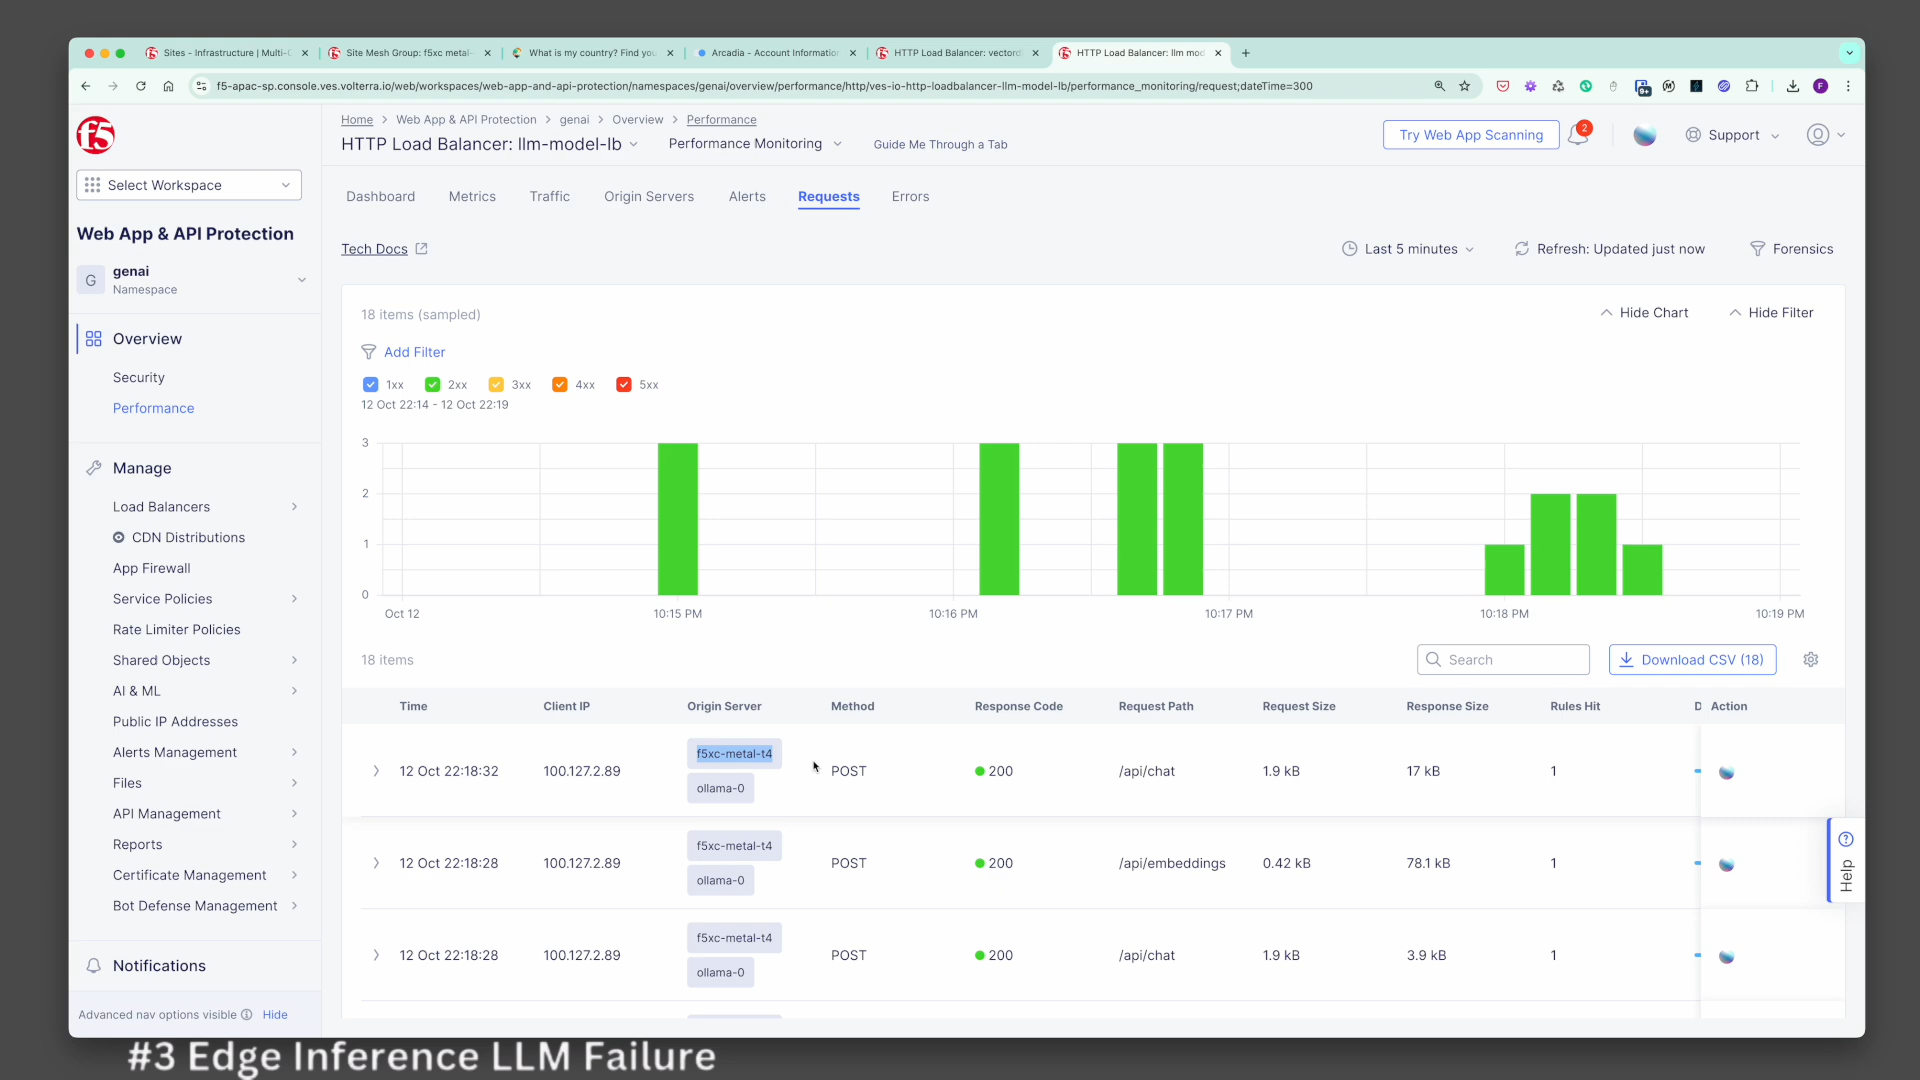 Sites - Infrastructure | Multi-C
Site Mesh Group: f5xc metal-
What is my country? Find you
Arcadia - Account Information
HTTP Load Balancer: vectord
HTTP Load Balancer: llm mod
f5-apac-sp.console.ves.volterra.io/web/workspaces/web-app-and-api-protection/namespaces/genai/overview/performance/http/ves-io-http-loadbalancer-llm-model-lb/performance_monitoring/request;dateTime=300
9+
F
f5
Home > Web App & API Protection > genai > Overview > Performance
HTTP Load Balancer: llm-model-lb
Performance Monitoring
Guide Me Through a Tab
Try Web App Scanning
2
Support
Select Workspace
Web App & API Protection
G
genai
Namespace
Overview
Security
Performance
Manage
Load Balancers
CDN Distributions
App Firewall
Service Policies
Rate Limiter Policies
Shared Objects
AI & ML
Public IP Addresses
Alerts Management
Files
API Management
Reports
Certificate Management
Bot Defense Management
Notifications
Advanced nav options visible Hide
Dashboard Metrics Traffic Origin Servers Alerts Requests Errors
Tech Docs
Last 5 minutes
Refresh: Updated just now
Forensics
18 items (sampled)
Hide Chart
Hide Filter
Add Filter
1xx 2xx 3xx 4xx 5xx
12 Oct 22:14 - 12 Oct 22:19
3
2
1
0
Oct 12 10:15 PM 10:16 PM 10:17 PM 10:18 PM 10:19 PM
18 items
Search
Download CSV (18)
Time Client IP Origin Server Method Response Code Request Path Request Size Response Size Rules Hit D Action
12 Oct 22:18:32 100.127.2.89 f5xc-metal-t4 ollama-0 POST 200 /api/chat 1.9 kB 17 kB 1
12 Oct 22:18:28 100.127.2.89 f5xc-metal-t4 ollama-0 POST 200 /api/embeddings 0.42 kB 78.1 kB 1
12 Oct 22:18:28 100.127.2.89 f5xc-metal-t4 ollama-0 POST 200 /api/chat 1.9 kB 3.9 kB 1
Help
#3 Edge Inference LLM Failure